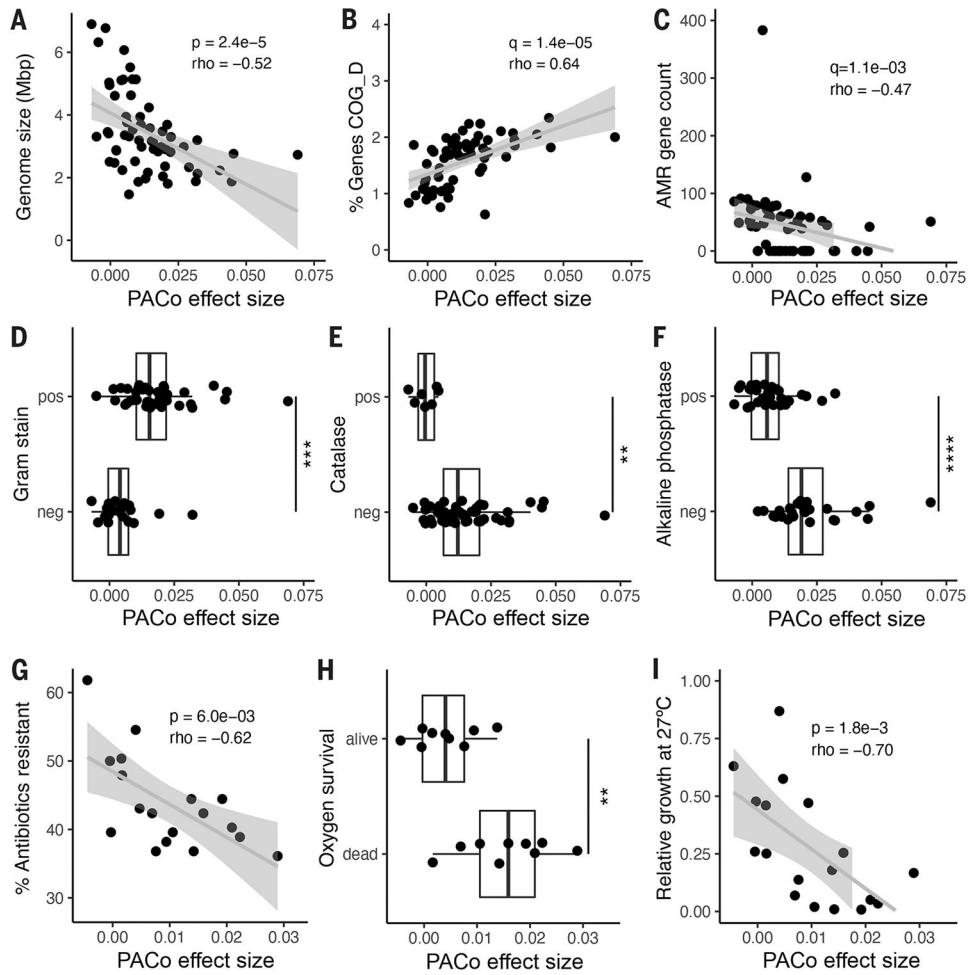 A
Genome size (Mbp)
p = 2.4e−5
rho = −0.52
6
4
2
0
0.000 0.025 0.050 0.075
PACo effect size
B
% Genes COG_D
q = 1.4e−05
rho = 0.64
4
3
2
1
0
0.000 0.025 0.050 0.075
PACo effect size
C
AMR gene count
q=1.1e−03
rho = −0.47
400
300
200
100
0
0.000 0.025 0.050 0.075
PACo effect size
D
Gram stain
pos
neg
***
0.000 0.025 0.050 0.075
PACo effect size
E
Catalase
pos
neg
**
0.000 0.025 0.050 0.075
PACo effect size
F
Alkaline phosphatase
pos
neg
****
0.000 0.025 0.050 0.075
PACo effect size
G
% Antibiotics resistant
p = 6.0e−03
rho = −0.62
60
50
40
30
0.00 0.01 0.02 0.03
PACo effect size
H
Oxygen survival
alive
dead
**
0.00 0.01 0.02 0.03
PACo effect size
I
Relative growth at 27°C
p = 1.8e−3
rho = −0.70
1.00
0.75
0.50
0.25
0.00
0.00 0.01 0.02 0.03
PACo effect size